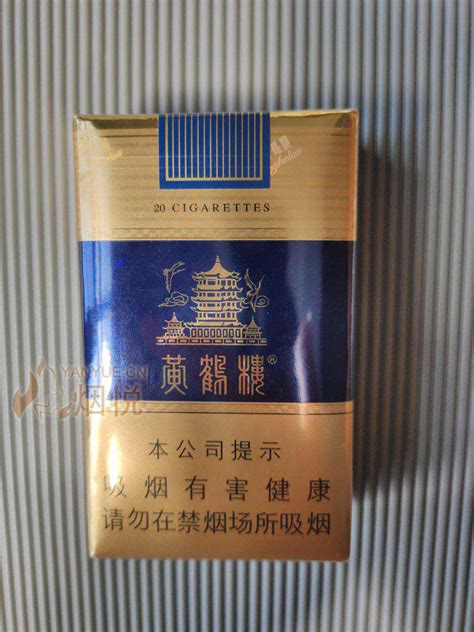 20 CIGARETTES
黄鹤楼®
YANYUE.CN
烟悦
本公司提示
吸烟有害健康
请勿在禁烟场所吸烟